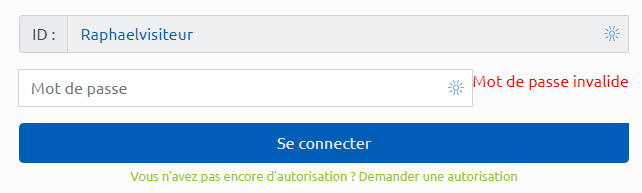 ID : Raphaelvisiteur
Mot de passe Mot de passe invalide
Se connecter
Vous n'avez pas encore d'autorisation ? Demander une autorisation